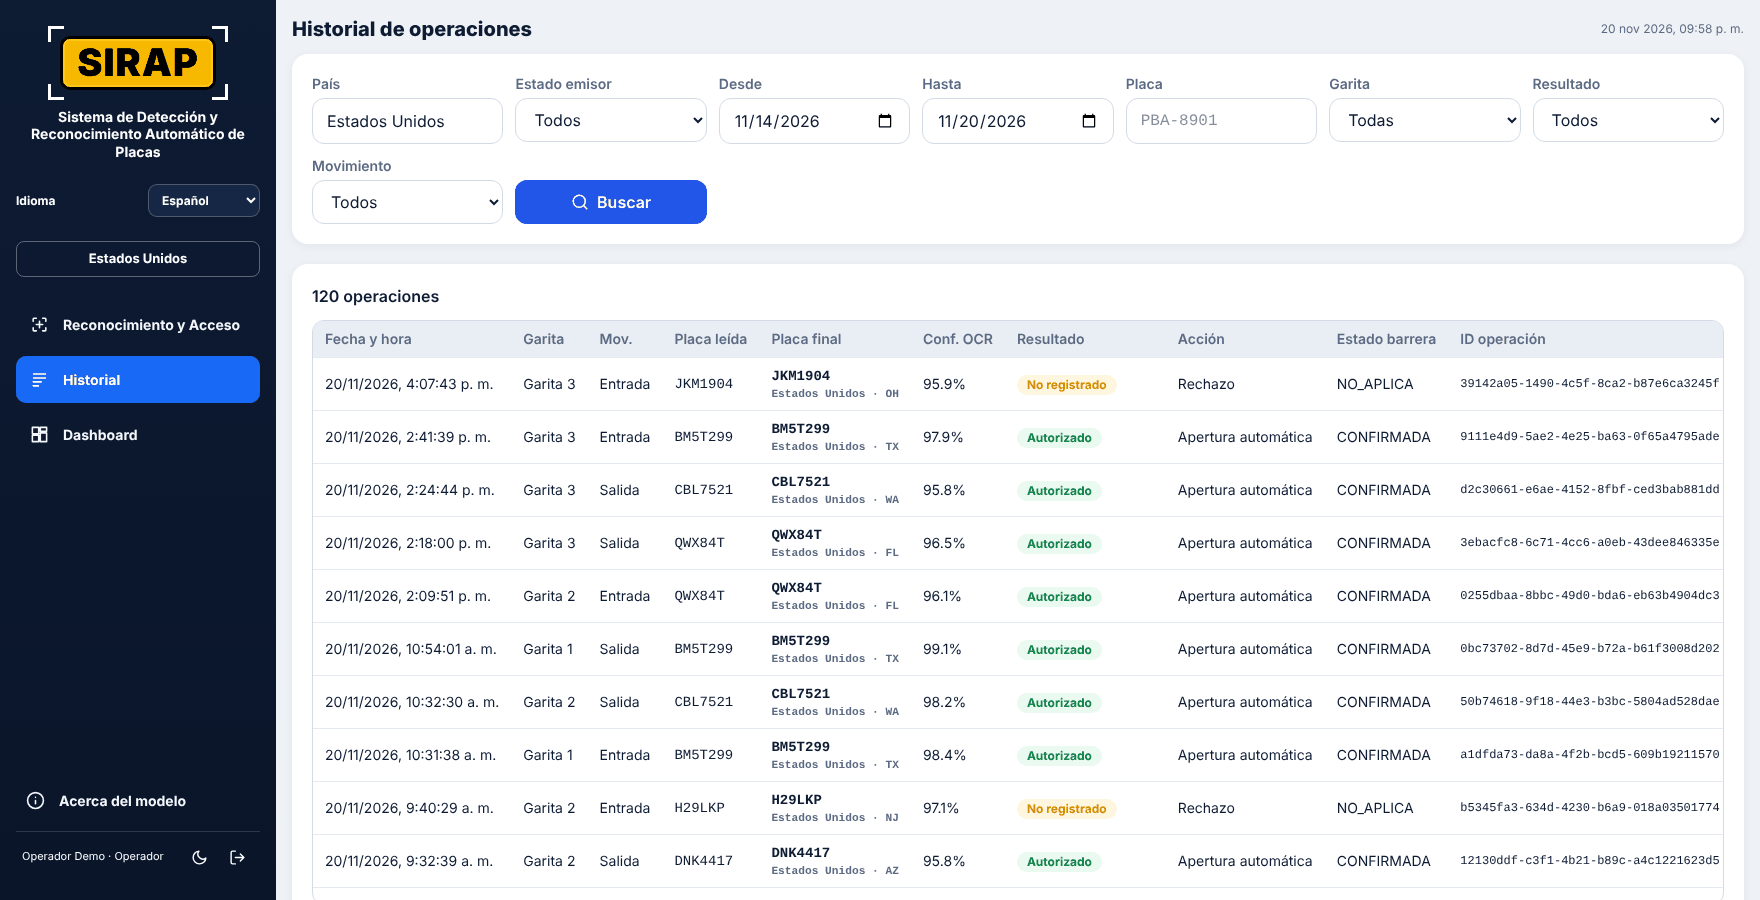 SIRAP
Sistema de Detección y
Reconocimiento Automático de
Placas
Idioma
Español
Estados Unidos
Reconocimiento y Acceso
Historial
Dashboard
Acerca del modelo
Operador Demo · Operador
Historial de operaciones
20 nov 2026, 09:58 p. m.
País Estado emisor Desde Hasta Placa Garita Resultado
Estados Unidos Todos 11/14/2026 11/20/2026 PBA-8901 Todas Todos
Movimiento
Todos Buscar
120 operaciones
Fecha y hora Garita Mov. Placa leída Placa final Conf. OCR Resultado Acción Estado barrera ID operación
20/11/2026, 4:07:43 p. m. Garita 3 Entrada JKM1904 JKM1904 95.9% No registrado Rechazo NO_APLICA 39142a05-1490-4c5f-8ca2-b87e6ca3245f
Estados Unidos · OH
20/11/2026, 2:41:39 p. m. Garita 3 Entrada BM5T299 BM5T299 97.9% Autorizado Apertura automática CONFIRMADA 9111e4d9-5ae2-4e25-ba63-0f65a4795ade
Estados Unidos · TX
20/11/2026, 2:24:44 p. m. Garita 3 Salida CBL7521 CBL7521 95.8% Autorizado Apertura automática CONFIRMADA d2c30661-e6ae-4152-8fbf-ced3bab881dd
Estados Unidos · WA
20/11/2026, 2:18:00 p. m. Garita 3 Salida QWX84T QWX84T 96.5% Autorizado Apertura automática CONFIRMADA 3ebacfc8-6c71-4cc6-a0eb-43dee846335e
Estados Unidos · FL
20/11/2026, 2:09:51 p. m. Garita 2 Entrada QWX84T QWX84T 96.1% Autorizado Apertura automática CONFIRMADA 0255dbaa-8bbc-49d0-bda6-eb63b4904dc3
Estados Unidos · FL
20/11/2026, 10:54:01 a. m. Garita 1 Salida BM5T299 BM5T299 99.1% Autorizado Apertura automática CONFIRMADA 0bc73702-8d7d-45e9-b72a-b61f3008d202
Estados Unidos · TX
20/11/2026, 10:32:30 a. m. Garita 2 Salida CBL7521 CBL7521 98.2% Autorizado Apertura automática CONFIRMADA 50b74618-9f18-44e3-b3bc-5804ad528dae
Estados Unidos · WA
20/11/2026, 10:31:38 a. m. Garita 1 Entrada BM5T299 BM5T299 98.4% Autorizado Apertura automática CONFIRMADA a1dfda73-da8a-4f2b-bcd5-609b19211570
Estados Unidos · TX
20/11/2026, 9:40:29 a. m. Garita 2 Entrada H29LKP H29LKP 97.1% No registrado Rechazo NO_APLICA b5345fa3-634d-4230-b6a9-018a03501774
Estados Unidos · NJ
20/11/2026, 9:32:39 a. m. Garita 2 Salida DNK4417 DNK4417 95.8% Autorizado Apertura automática CONFIRMADA 12130ddf-c3f1-4b21-b89c-a4c1221623d5
Estados Unidos · AZ